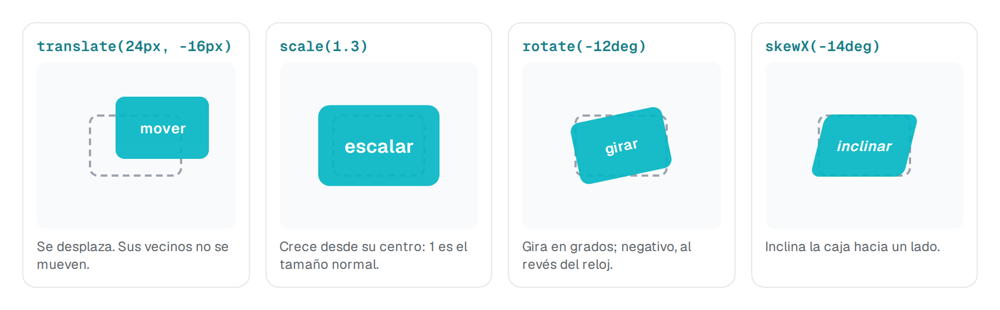 translate(24px, -16px)
mover
Se desplaza. Sus vecinos no se
mueven.
scale(1.3)
escalar
Crece desde su centro: 1 es el
tamaño normal.
rotate(-12deg)
girar
Gira en grados; negativo, al
revés del reloj.
skewX(-14deg)
inclinar
Inclina la caja hacia un lado.